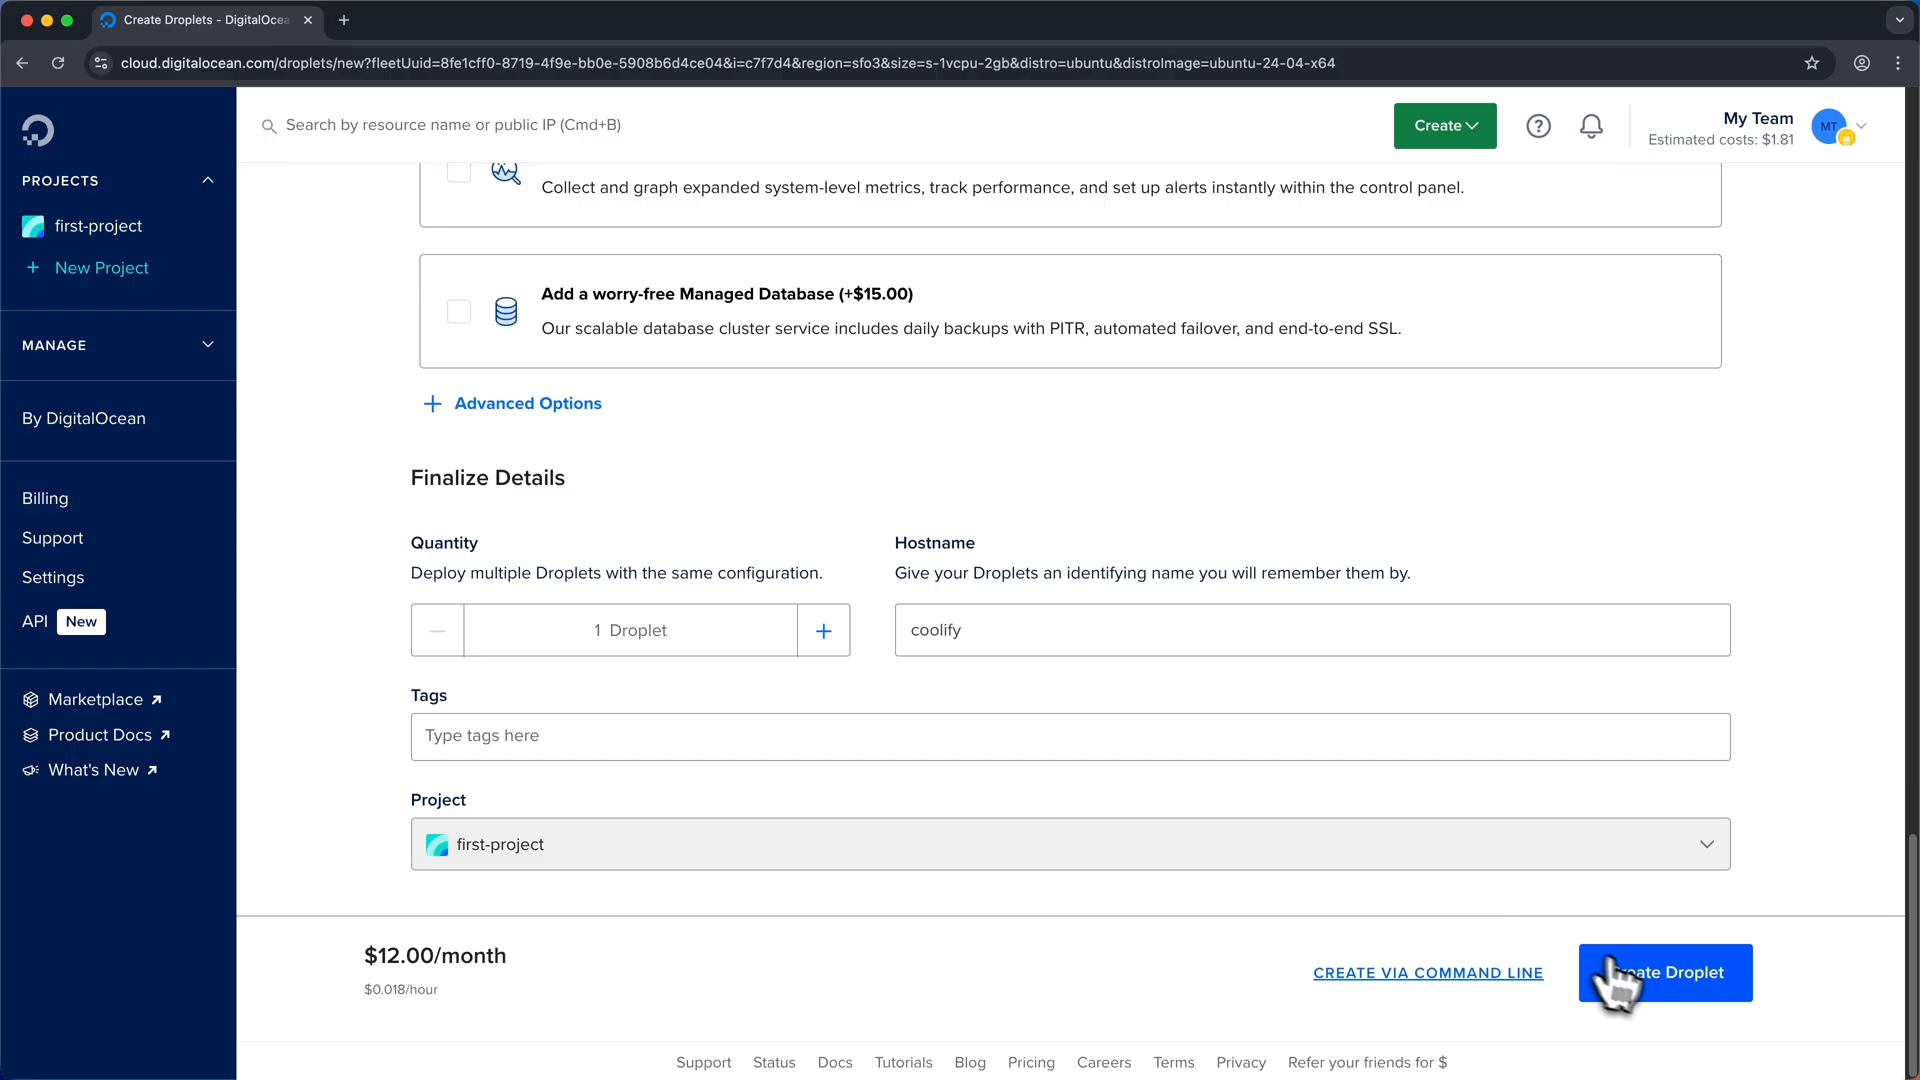 Create Droplets - DigitalOcea
cloud.digitalocean.com/droplets/new?fleetUuid=8fe1cff0-8719-4f9e-bb0e-5908b6d4ce04&i=c7f7d4&region=sfo3&size=s-1vcpu-2gb&distro=ubuntu&distroImage=ubuntu-24-04-x64
Search by resource name or public IP (Cmd+B)
Create
My Team
Estimated costs: $1.81
MT
PROJECTS
first-project
New Project
MANAGE
By DigitalOcean
Billing
Support
Settings
API New
Marketplace
Product Docs
What's New
Collect and graph expanded system-level metrics, track performance, and set up alerts instantly within the control panel.
Add a worry-free Managed Database (+$15.00)
Our scalable database cluster service includes daily backups with PITR, automated failover, and end-to-end SSL.
Advanced Options
Finalize Details
Quantity
Deploy multiple Droplets with the same configuration.
1 Droplet
Hostname
Give your Droplets an identifying name you will remember them by.
coolify
Tags
Type tags here
Project
first-project
$12.00/month
$0.018/hour
CREATE VIA COMMAND LINE
ate Droplet
Support Status Docs Tutorials Blog Pricing Careers Terms Privacy Refer your friends for $